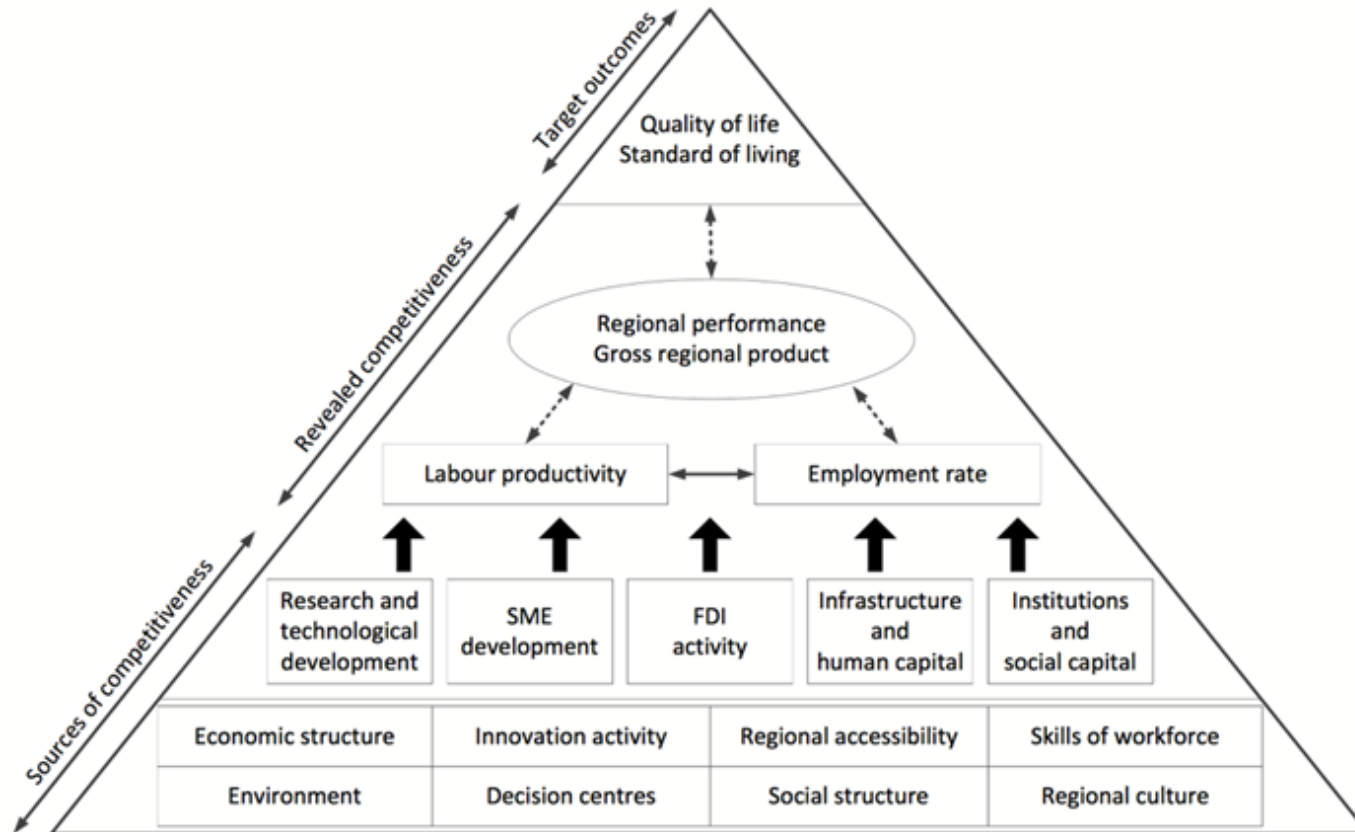 Target outcomes
Quality of life
Standard of living
Revealed competitiveness
Regional performance
Gross regional product
Labour productivity
Employment rate
Sources of competitiveness
Research and
technological
development
SME
development
FDI
activity
Infrastructure
and
human capital
Institutions
and
social capital
Economic structure
Innovation activity
Regional accessibility
Skills of workforce
Environment
Decision centres
Social structure
Regional culture